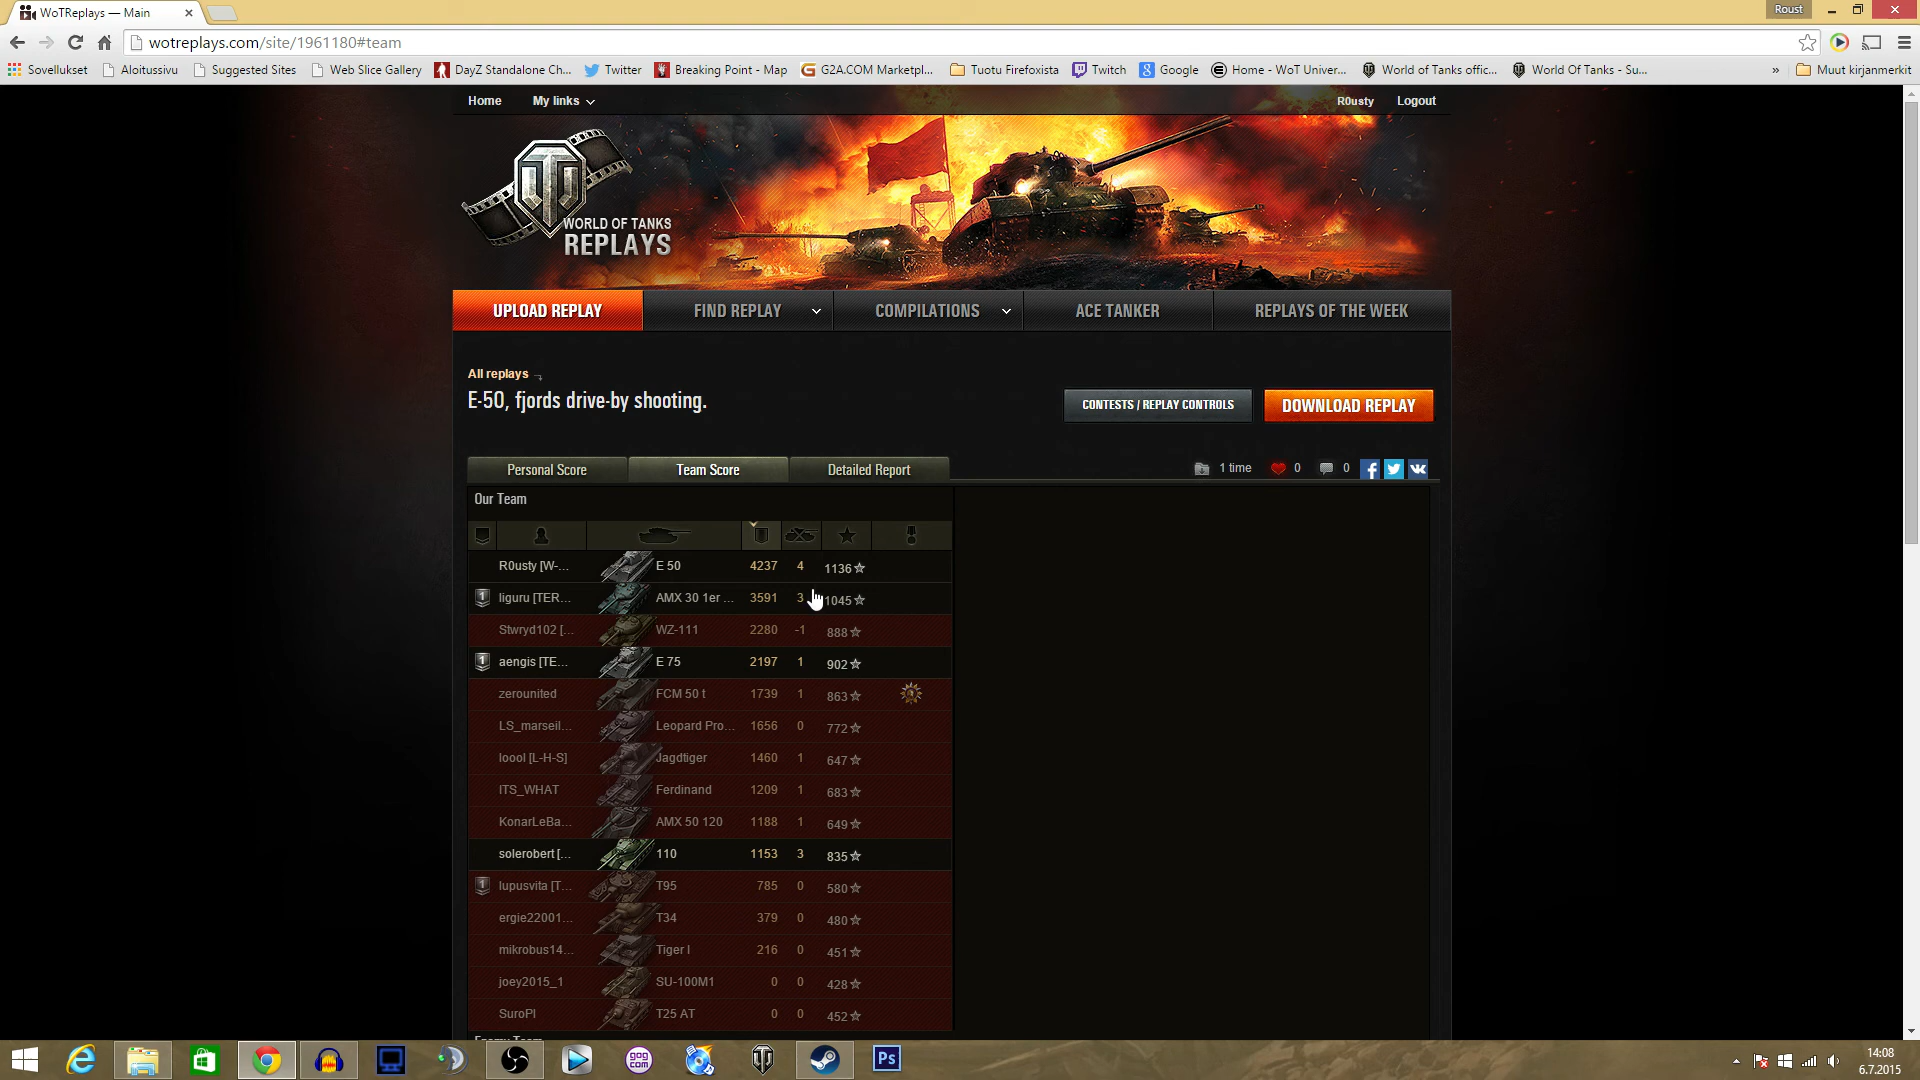 WoTReplays — Main
Roust
wotreplays.com/site/1961180#team
Sovellukset Aloitussivu Suggested Sites Web Slice Gallery DayZ Standalone Ch... Twitter Breaking Point - Map G2A.COM Marketpl... Tuotu Firefoxista Twitch Google Home - WoT Univer... World of Tanks offic... World Of Tanks - Su... » Muut kirjanmerkit
Home My links R0usty Logout
WORLD OF TANKS
REPLAYS
UPLOAD REPLAY FIND REPLAY COMPILATIONS ACE TANKER REPLAYS OF THE WEEK
All replays
E-50, fjords drive-by shooting.
CONTESTS / REPLAY CONTROLS DOWNLOAD REPLAY
Personal Score Team Score Detailed Report 1 time 0 0
Our Team
R0usty [W-... E 50 4237 4 1136
1 liguru [TER... AMX 30 1er ... 3591 3 1045
Stwryd102 [... WZ-111 2280 -1 888
1 aengis [TE... E 75 2197 1 902
zerounited FCM 50 t 1739 1 863
LS_marseil... Leopard Pro... 1656 0 772
loool [L-H-S] Jagdtiger 1460 1 647
ITS_WHAT Ferdinand 1209 1 683
KonarLeBa... AMX 50 120 1188 1 649
solerobert [... 110 1153 3 835
1 lupusvita [T... T95 785 0 580
ergie22001... T34 379 0 480
mikrobus14... Tiger I 216 0 451
joey2015_1 SU-100M1 0 0 428
SuroPl T25 AT 0 0 452
Enemy Team
gog
com
Ps
14:08
6.7.2015